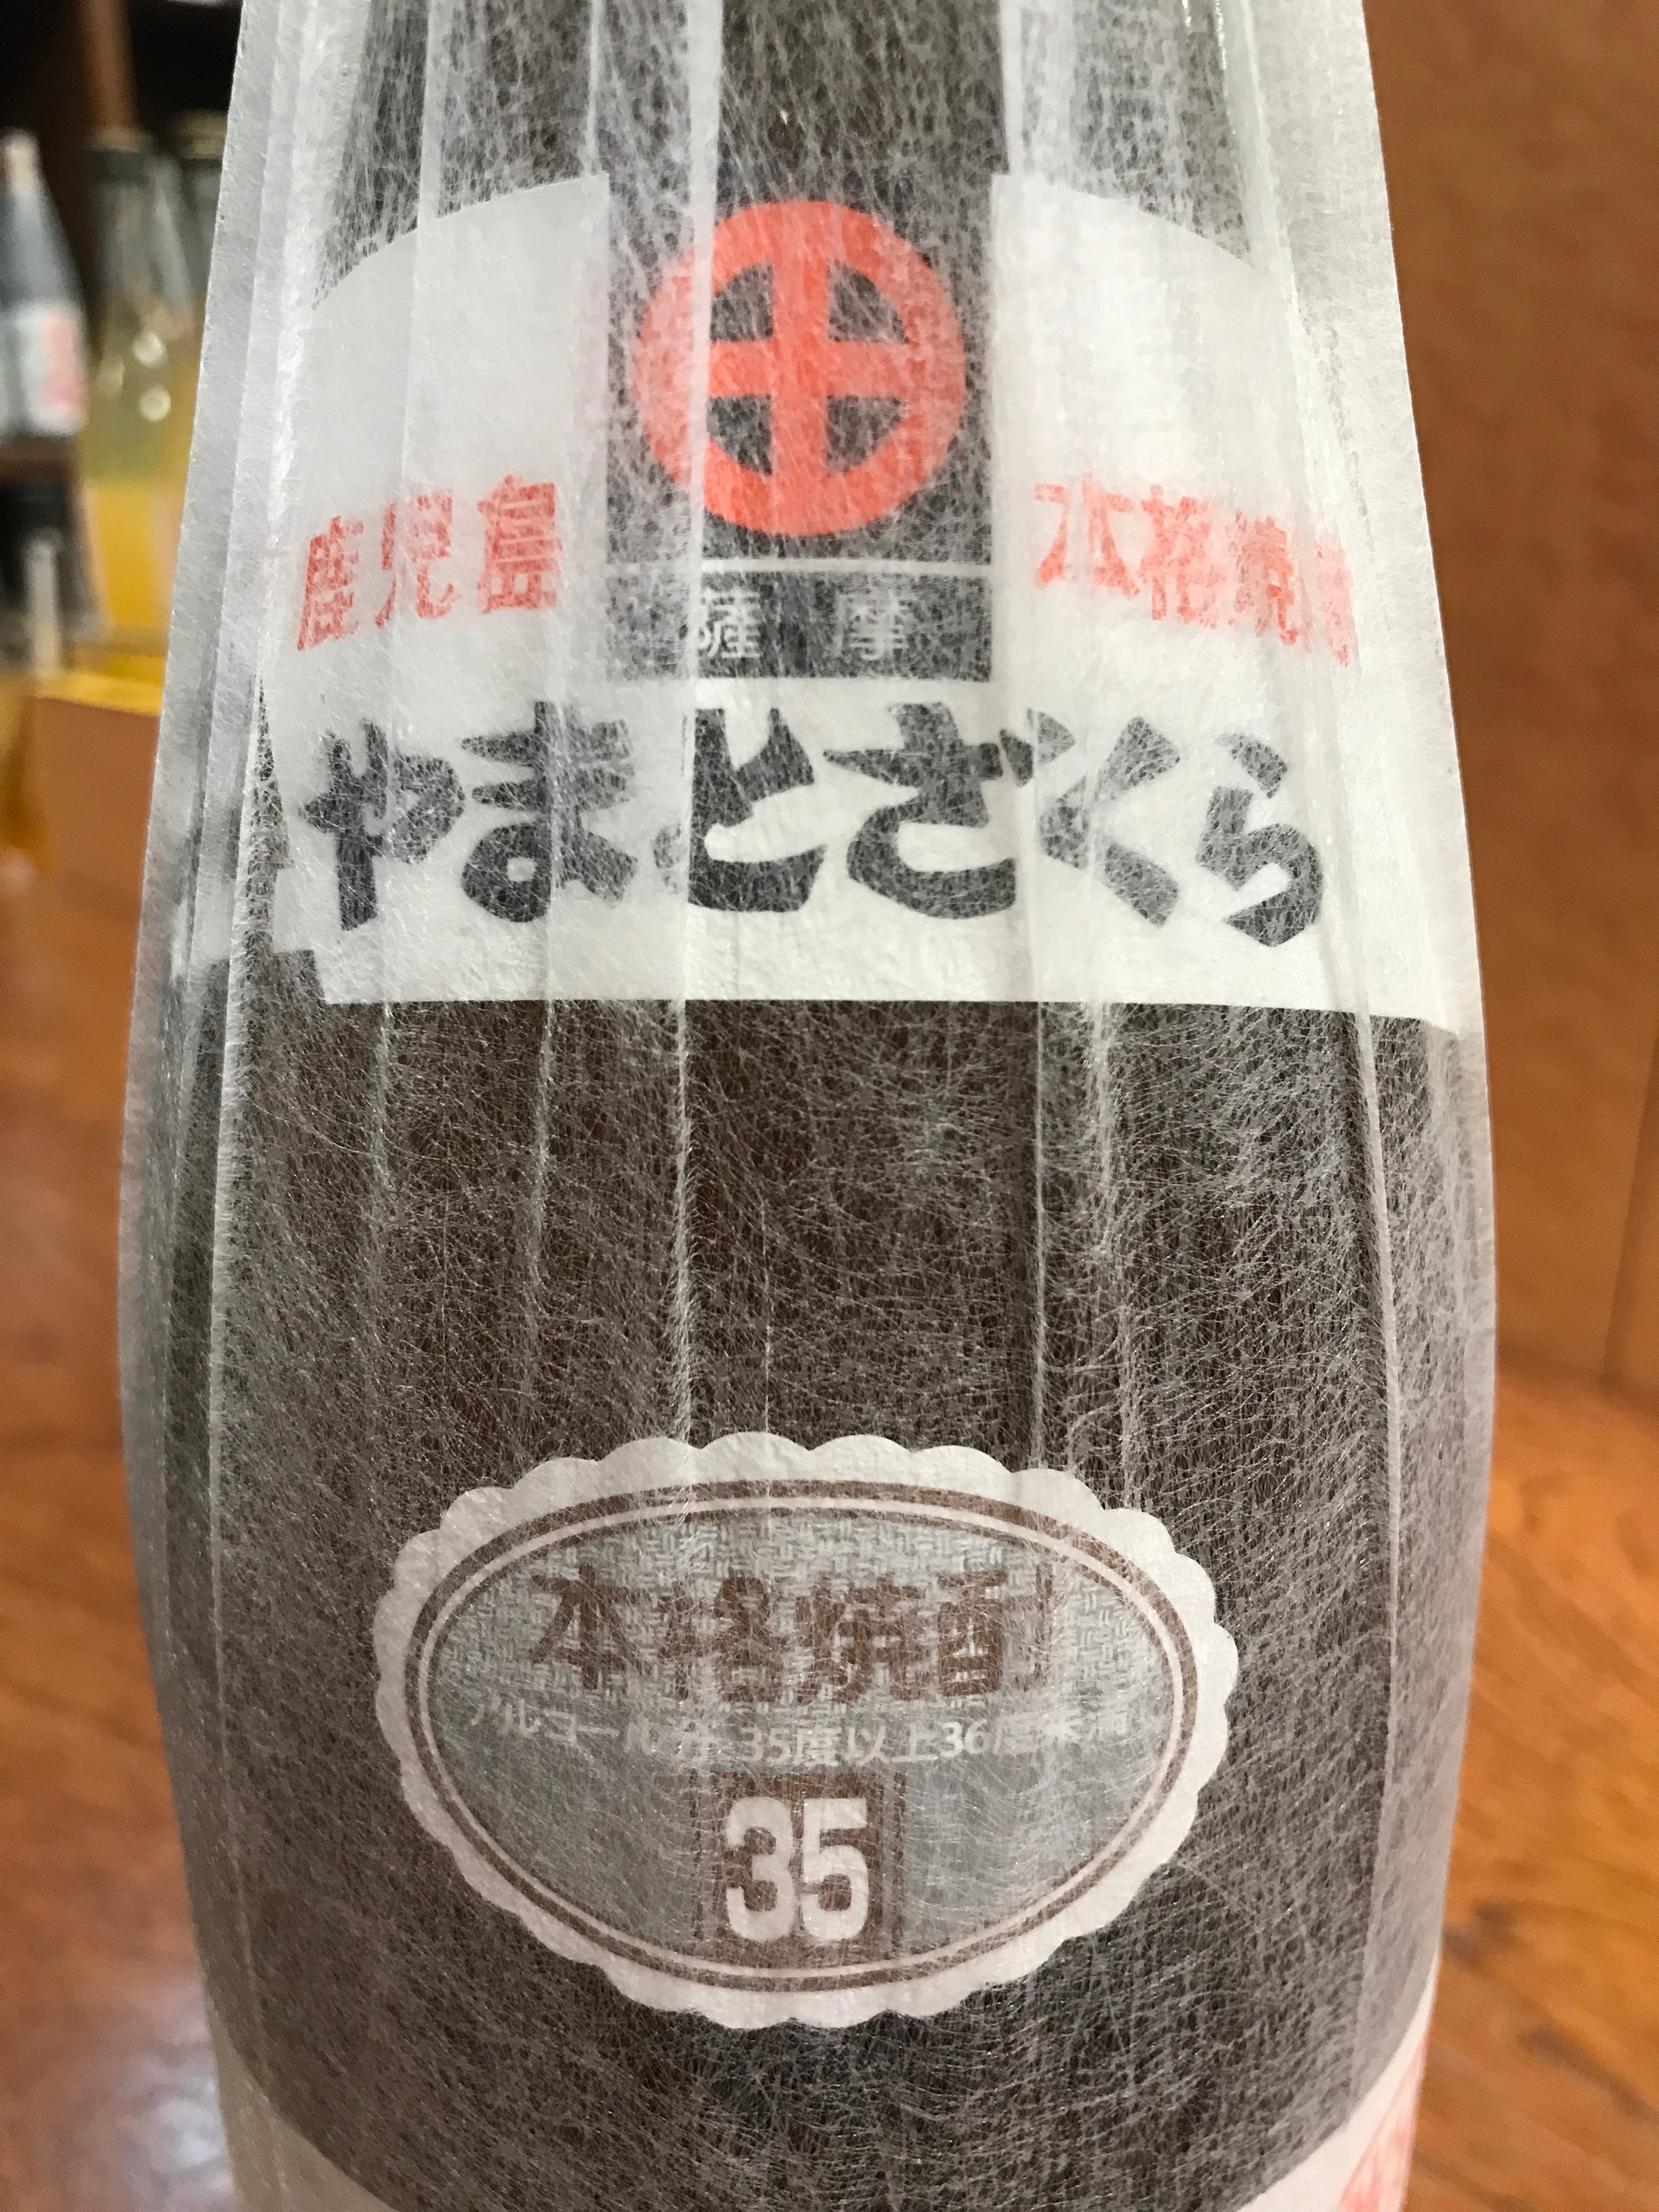 鹿児島
本格焼酎
薩摩
やまとざくら
本格焼酎
アルコール分 35度以上36度未満
35